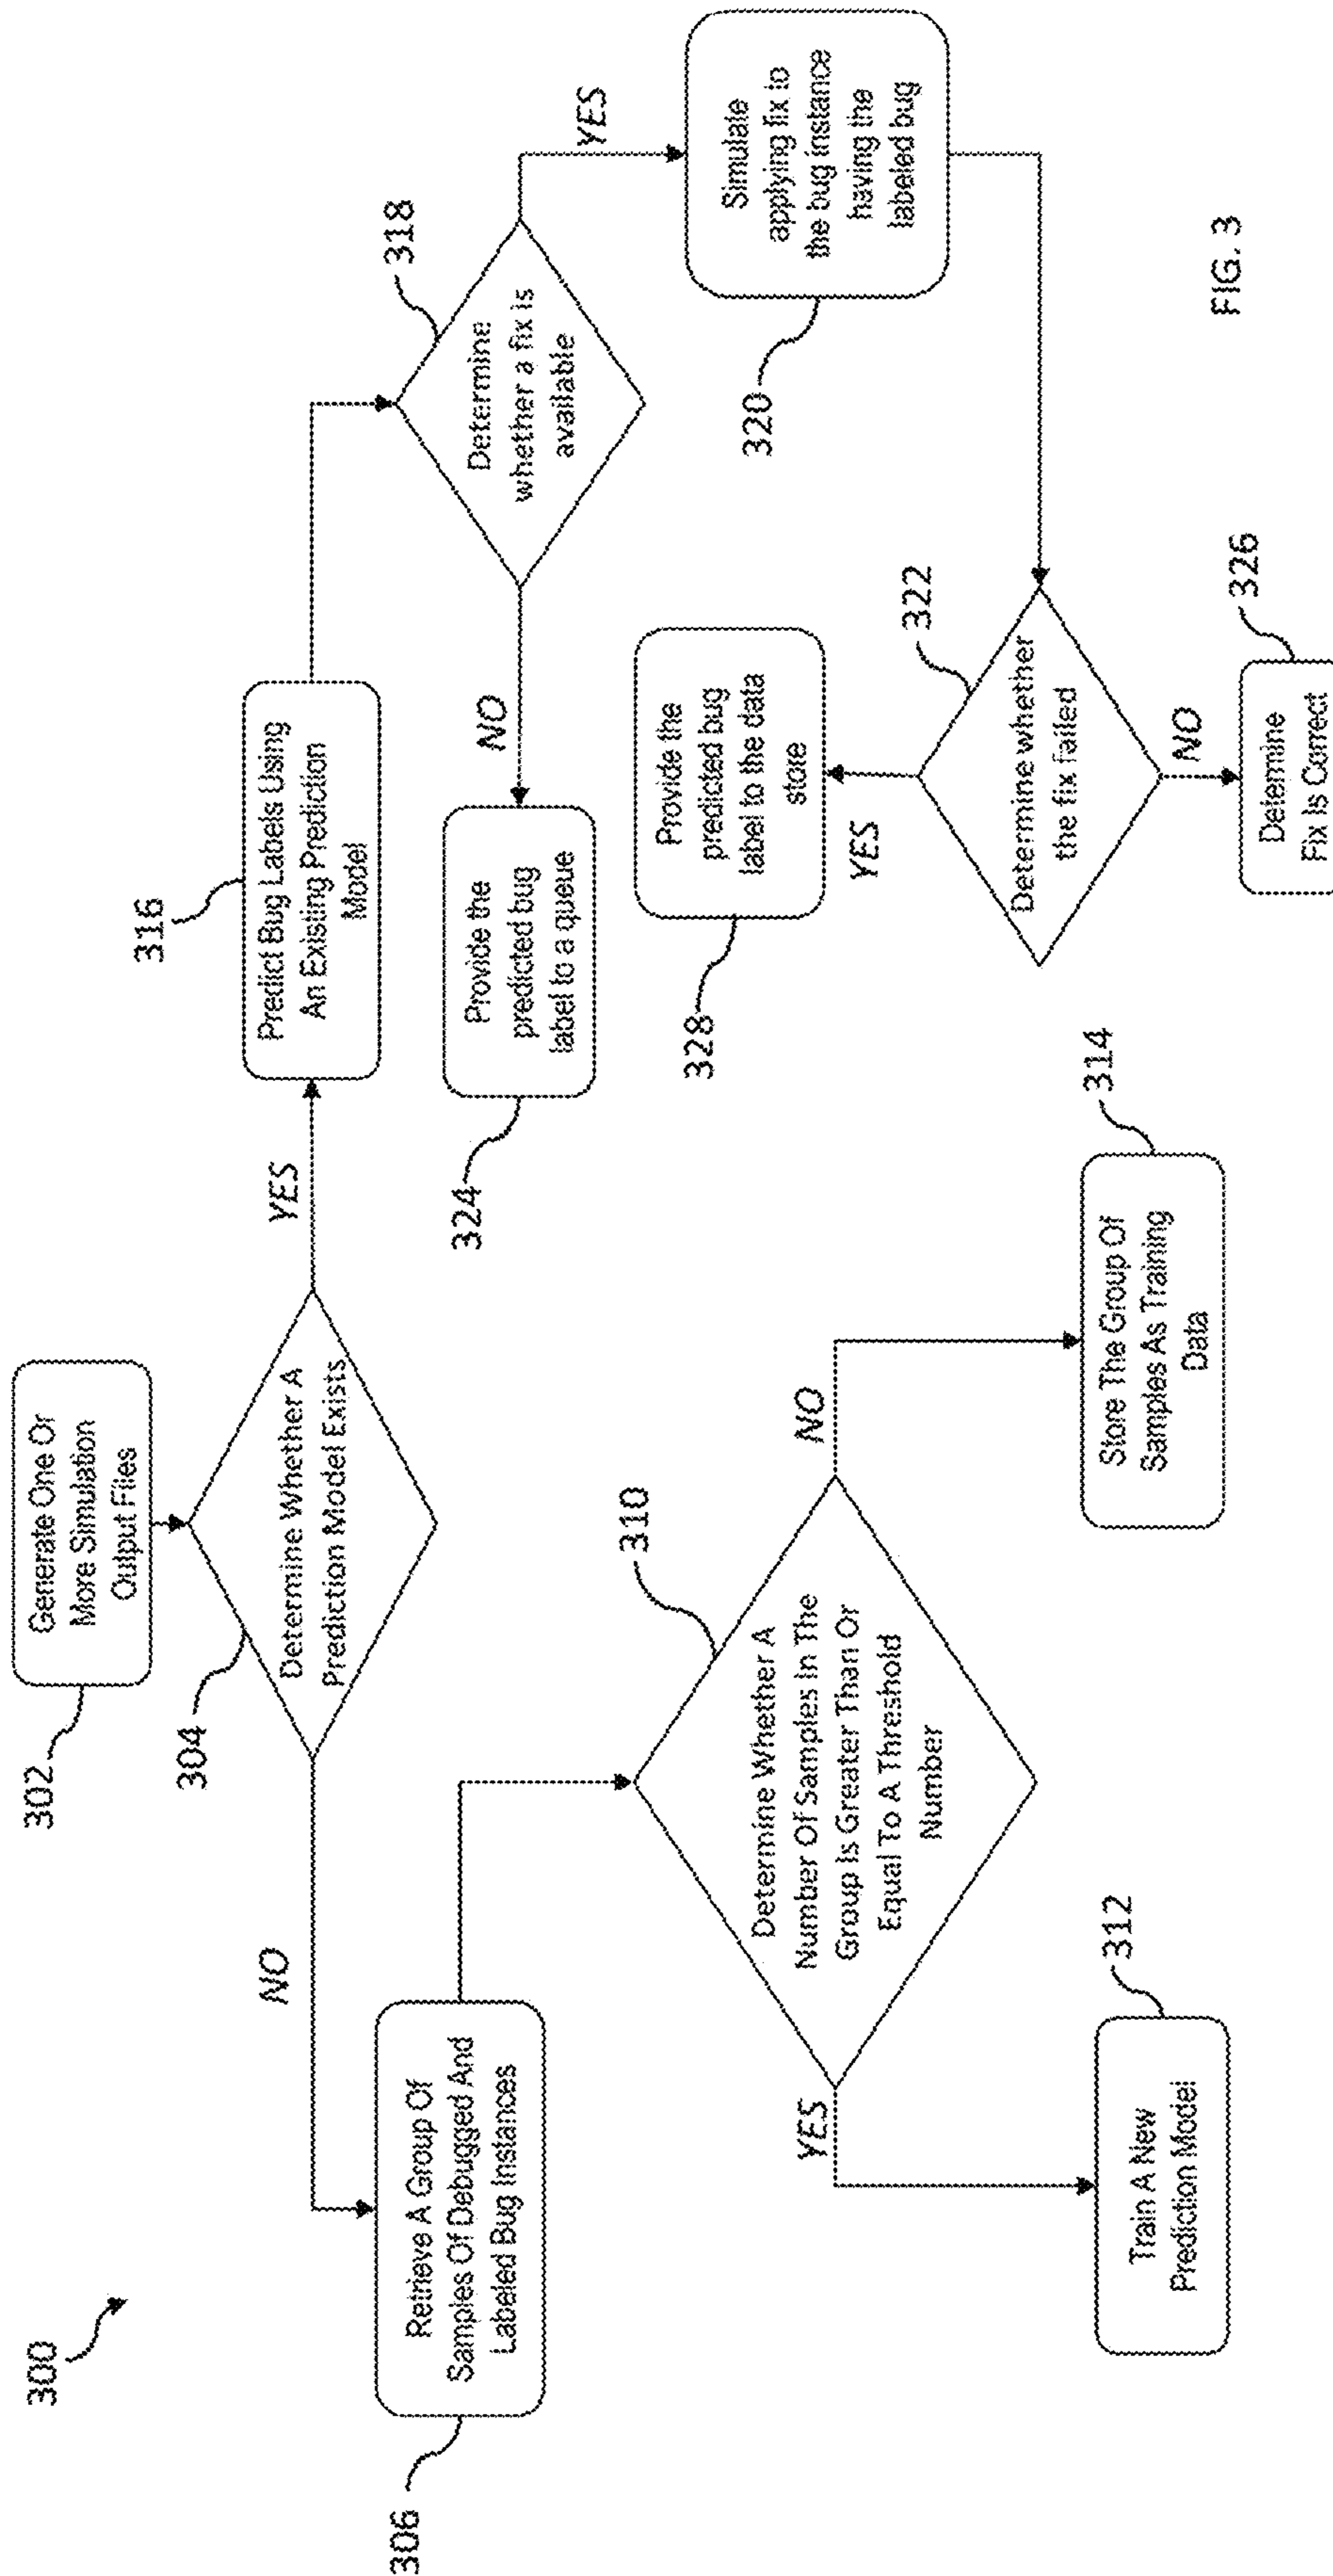 300
302
Generate One Or
More Simulation
Output Files
304
Determine Whether A
Prediction Model Exists
NO
YES
306
Retrieve A Group Of
Samples Of Debugged And
Labeled Bug Instances
310
Determine Whether A
Number Of Samples In The
Group Is Greater Than Or
Equal To A Threshold
Number
YES
NO
312
Train A New
Prediction Model
314
Store The Group Of
Samples As Training
Data
316
Predict Bug Labels Using
An Existing Prediction
Model
318
Determine
whether a fix is
available
NO
YES
324
Provide the
predicted bug
label to a queue
320
Simulate
applying fix to
the bug instance
having the
labeled bug
322
Determine whether
the fix failed
YES
NO
328
Provide the
predicted bug
label to the data
store
326
Determine
Fix Is Correct
FIG. 3